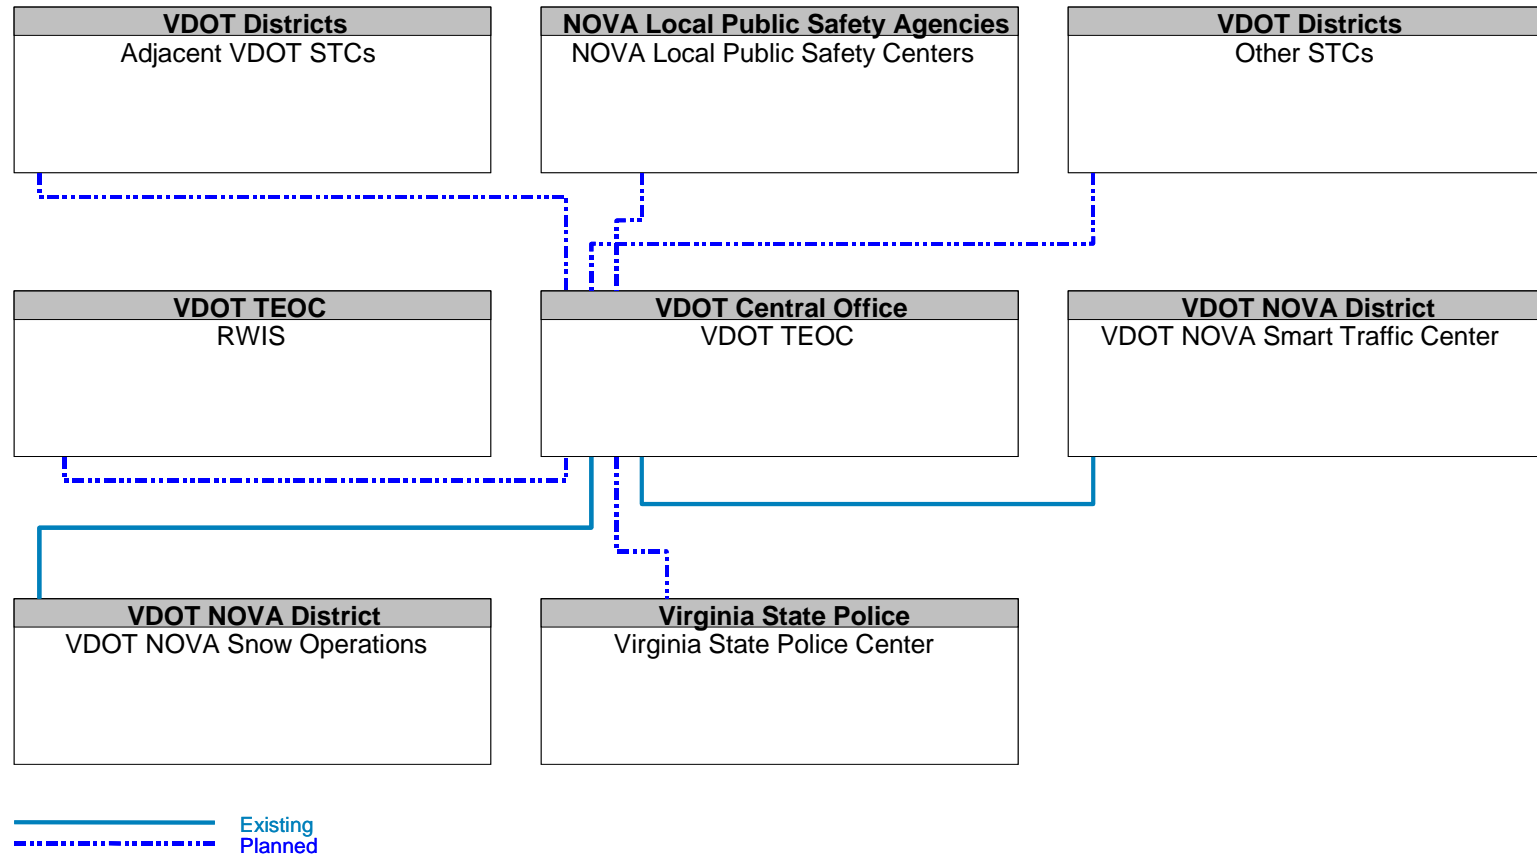 VDOT Districts
Adjacent VDOT STCs
NOVA Local Public Safety Agencies
NOVA Local Public Safety Centers
VDOT Districts
Other STCs
VDOT TEOC
RWIS
VDOT Central Office
VDOT TEOC
VDOT NOVA District
VDOT NOVA Smart Traffic Center
VDOT NOVA District
VDOT NOVA Snow Operations
Virginia State Police
Virginia State Police Center
Existing
Planned